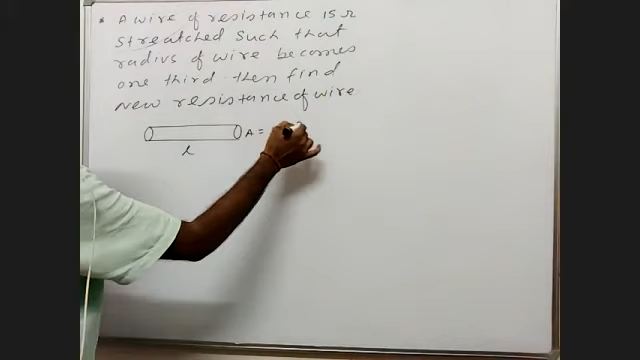 * A wire of resistance is r
streatched such that
radius of wire becomes
one third then find
new resistance of wire
A =
l